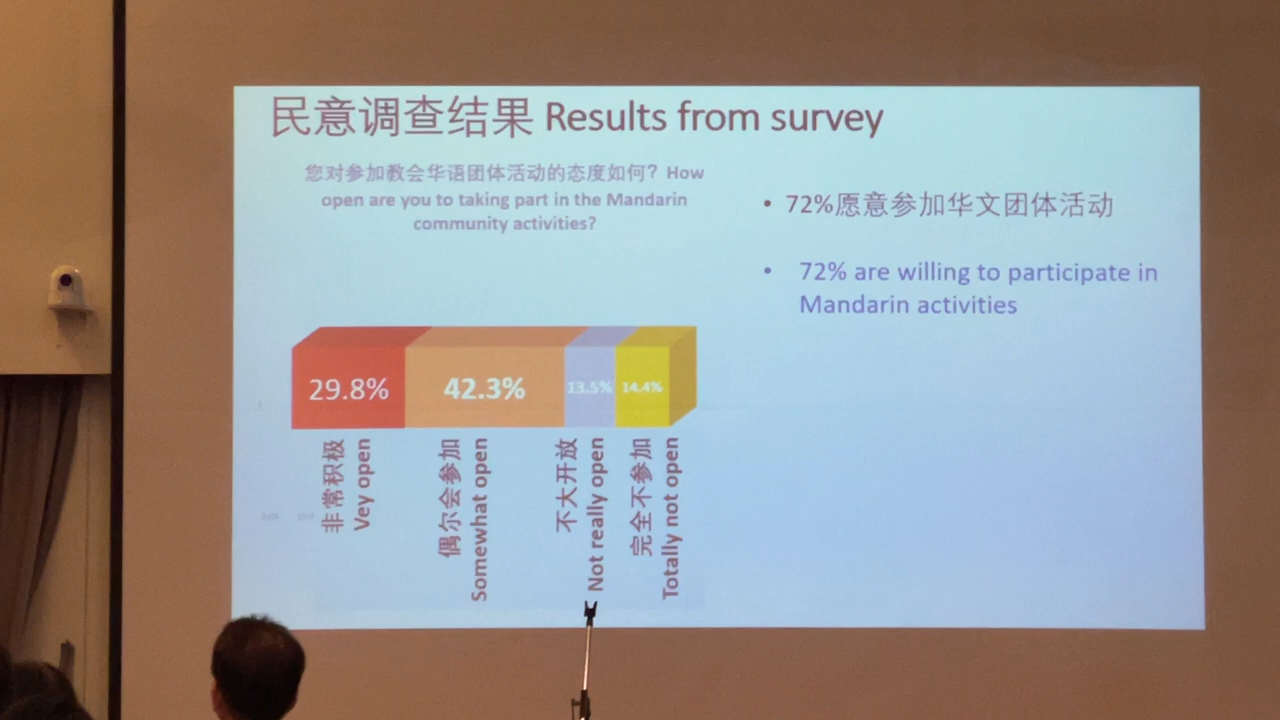 民意调查结果 Results from survey
您对参加教会华语团体活动的态度如何？How
open are you to taking part in the Mandarin
community activities?
• 72%愿意参加华文团体活动
• 72% are willing to participate in
Mandarin activities
29.8%
42.3%
13.5%
14.4%
非常积极
Vey open
偶尔会参加
Somewhat open
不大开放
Not really open
完全不参加
Totally not open